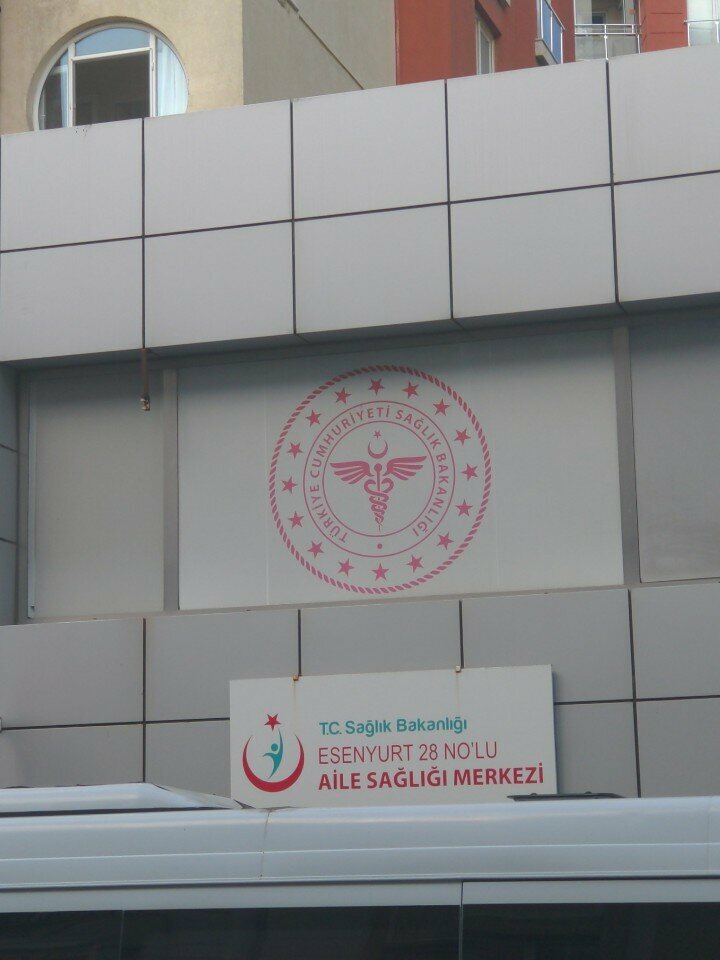 TÜRKİYE CUMHURİYETİ SAĞLIK BAKANLIĞI
T.C. Sağlık Bakanlığı
ESENYURT 28 NO'LU
AİLE SAĞLIĞI MERKEZİ